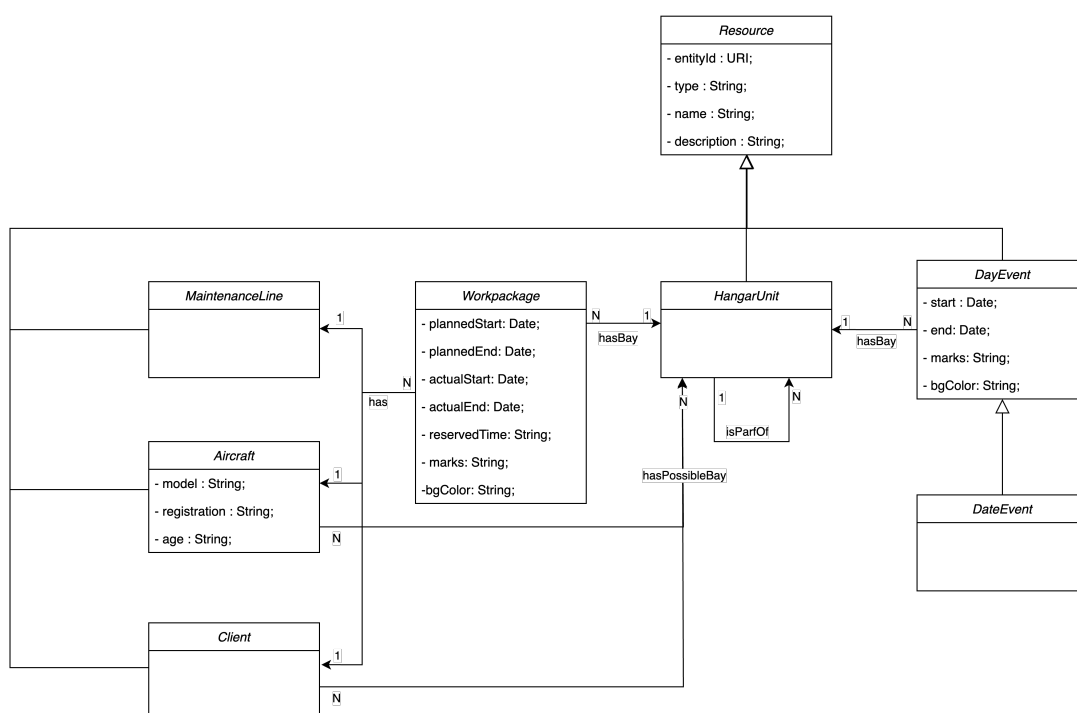 Resource
- entityId : URI;
- type : String;
- name : String;
- description : String;
MaintenanceLine
Workpackage
- plannedStart: Date;
- plannedEnd: Date;
- actualStart: Date;
- actualEnd: Date;
- reservedTime: String;
- marks: String;
-bgColor: String;
HangarUnit
DayEvent
- start : Date;
- end: Date;
- marks: String;
- bgColor: String;
N 1
hasBay
1 N
hasBay
1
N
has
1 N
isParfOf
N
hasPossibleBay
Aircraft
- model : String;
- registration : String;
- age : String;
1
N
DateEvent
Client
1
N